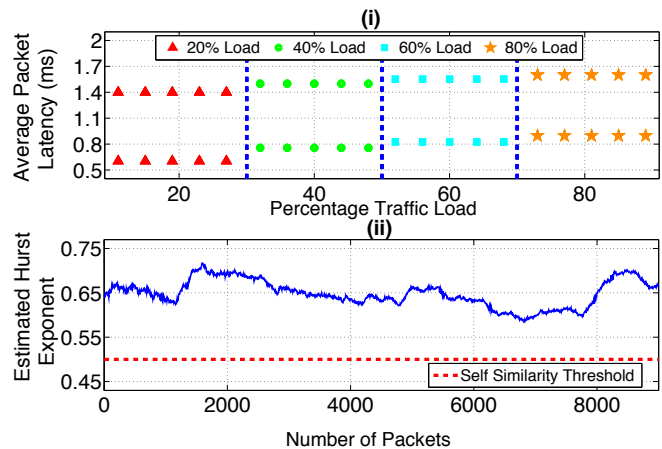 (i)
Average Packet
Latency (ms)
2
1.7
1.4
1.1
0.8
0.5
20% Load 40% Load 60% Load 80% Load
20 40 60 80
Percentage Traffic Load
(ii)
Estimated Hurst
Exponent
0.75
0.65
0.55
0.45
Self Similarity Threshold
0 2000 4000 6000 8000
Number of Packets